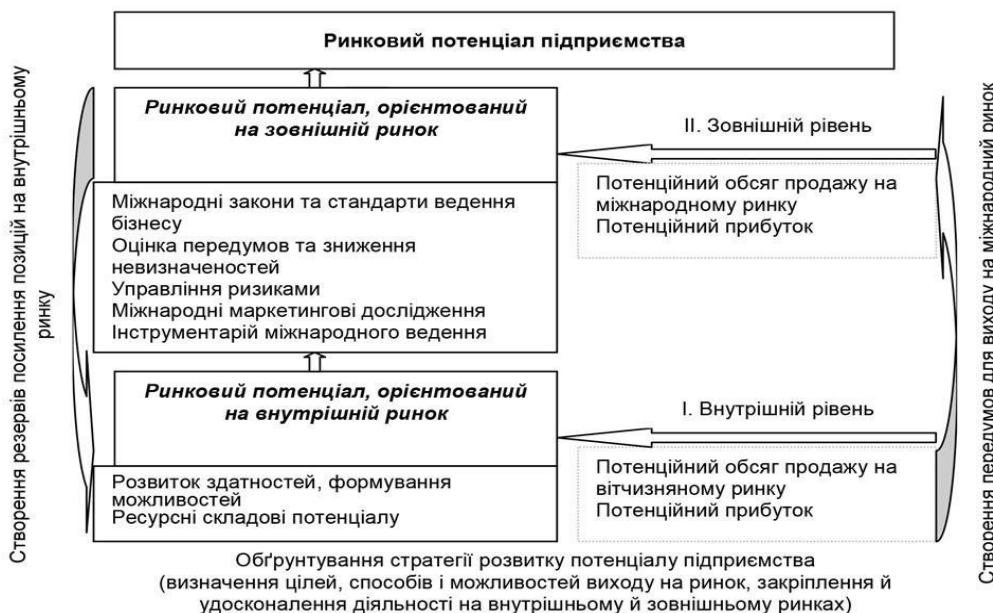 Ринковий потенціал підприємства
Створення резервів посилення позицій на внутрішньому
ринку
Ринковий потенціал, орієнтований
на зовнішній ринок
Міжнародні закони та стандарти ведення
бізнесу
Оцінка передумов та зниження
невизначеностей
Управління ризиками
Міжнародні маркетингові дослідження
Інструментарій міжнародного ведення
II. Зовнішній рівень
Потенційний обсяг продажу на
міжнародному ринку
Потенційний прибуток
Ринковий потенціал, орієнтований
на внутрішній ринок
Розвиток здатностей, формування
можливостей
Ресурсні складові потенціалу
I. Внутрішній рівень
Потенційний обсяг продажу на
вітчизняному ринку
Потенційний прибуток
Створення передумов для виходу на міжнародний ринок
Обґрунтування стратегії розвитку потенціалу підприємства
(визначення цілей, способів і можливостей виходу на ринок, закріплення й
удосконалення діяльності на внутрішньому й зовнішньому ринках)